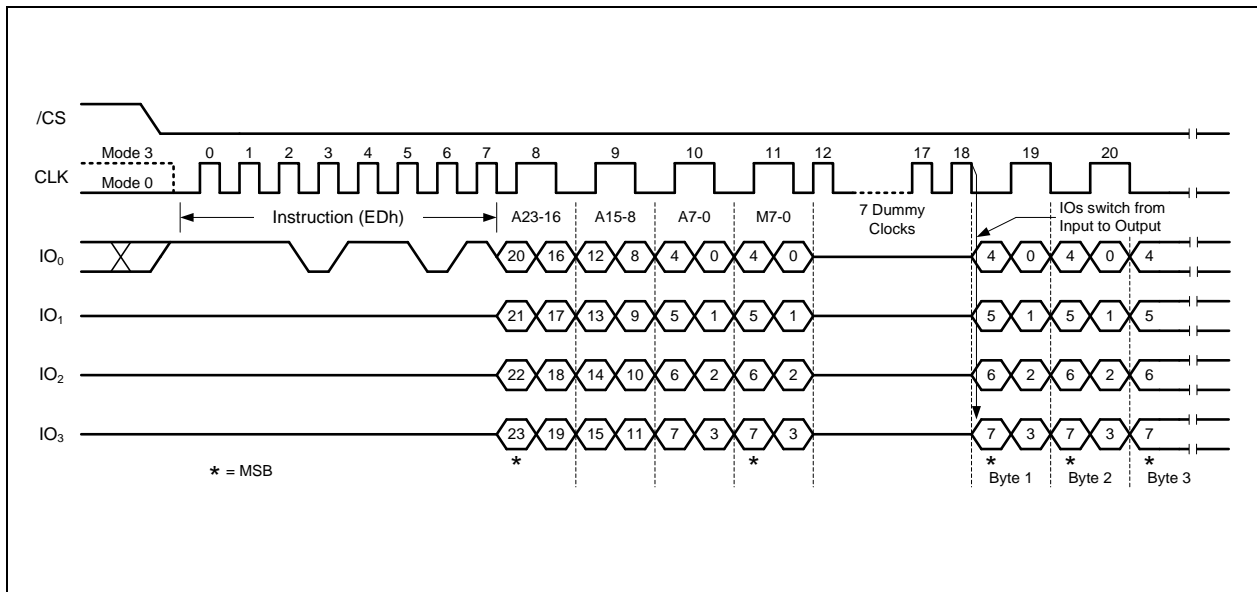 /CS
Mode 3 0 1 2 3 4 5 6 7 8 9 10 11 12 17 18 19 20
CLK
Mode 0
Instruction (EDh) A23-16 A15-8 A7-0 M7-0 7 Dummy Clocks IOs switch from Input to Output
IO0 20 16 12 8 4 0 4 0 4 0 4 0 4
IO1 21 17 13 9 5 1 5 1 5 1 5 1 5
IO2 22 18 14 10 6 2 6 2 6 2 6 2 6
IO3 23 19 15 11 7 3 7 3 7 3 7 3 7
* * * * *
* = MSB Byte 1 Byte 2 Byte 3